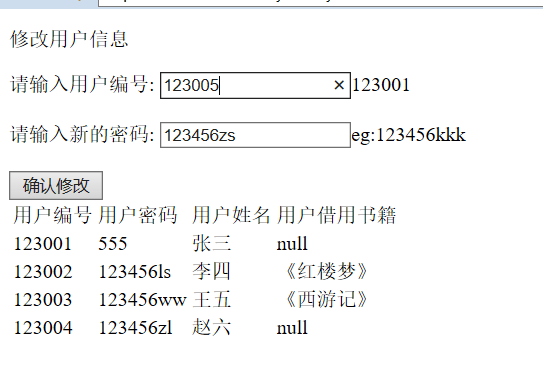 修改用户信息
请输入用户编号: 123005 ×123001
请输入新的密码: 123456zs eg:123456kkk
确认修改
用户编号 用户密码 用户姓名 用户借用书籍
123001 555 张三 null
123002 123456ls 李四 《红楼梦》
123003 123456ww 王五 《西游记》
123004 123456zl 赵六 null